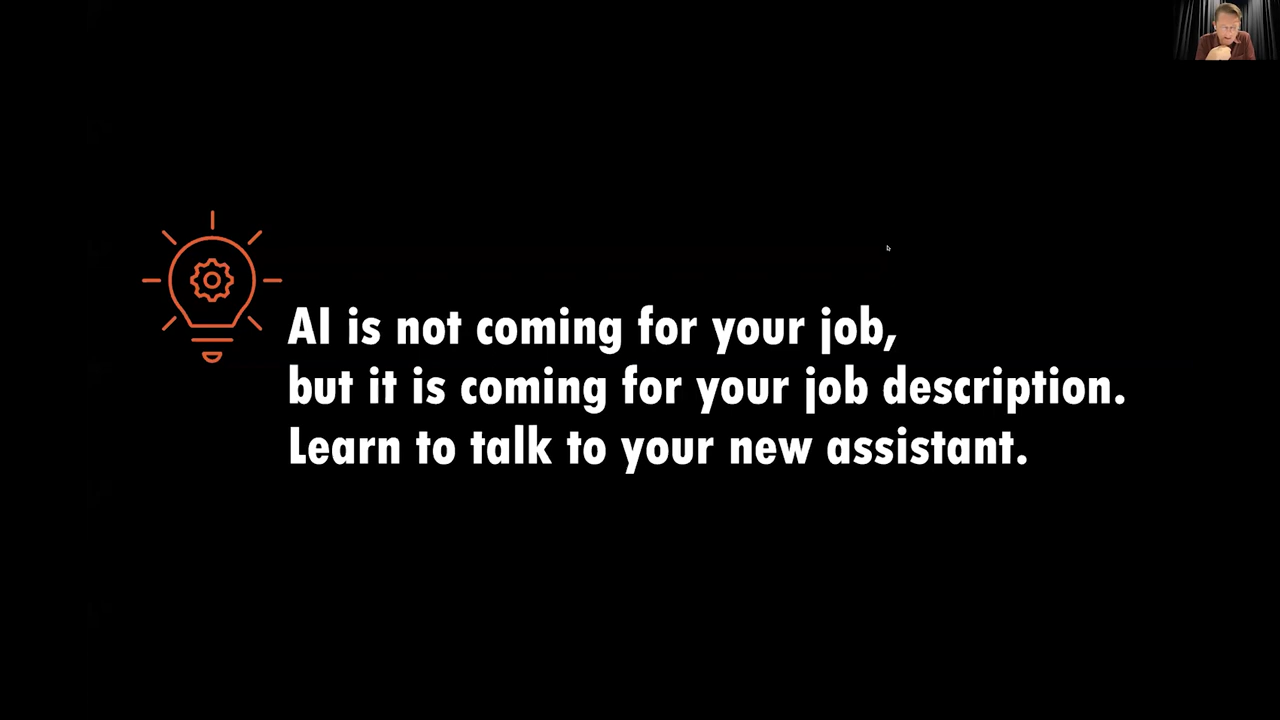 AI is not coming for your job,
but it is coming for your job description.
Learn to talk to your new assistant.